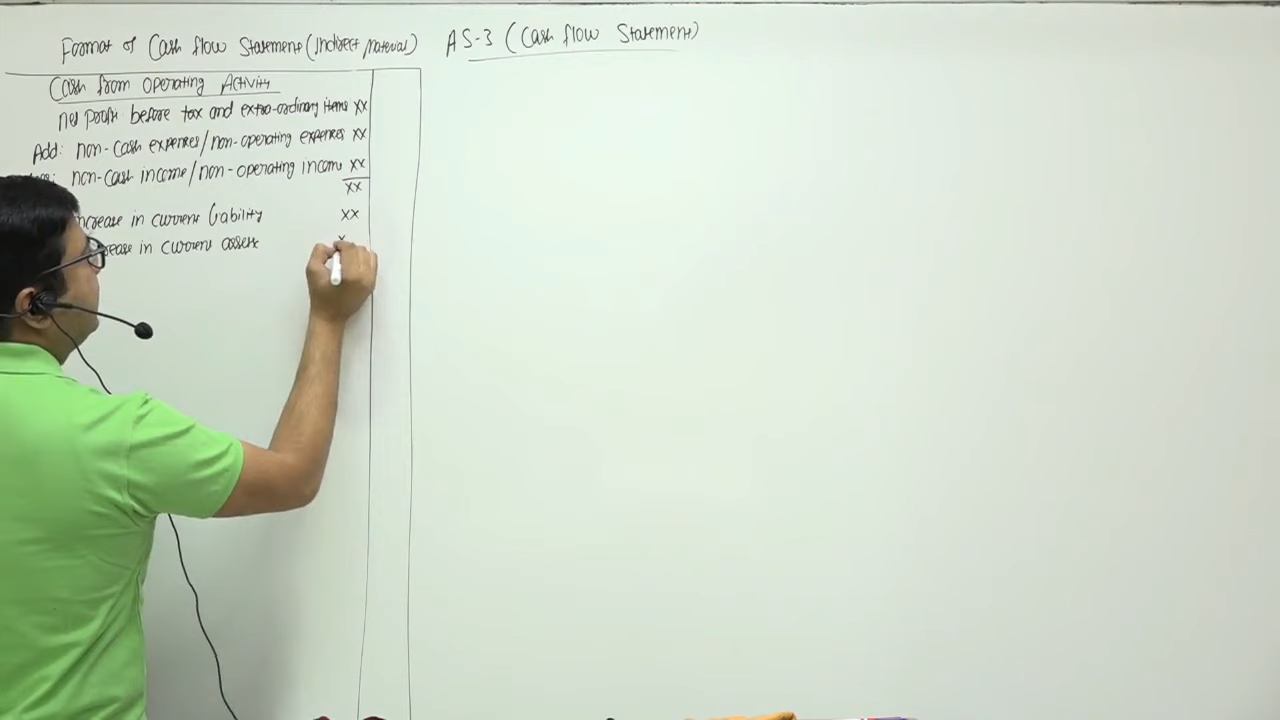 Format of Cash flow Statement (Indirect Material)
AS-3 (Cash flow Statement)
Cash from Operating Activity
net profit before tax and extra-ordinary items XX
Add: non-cash expenses/non-operating expenses XX
non-cash income/non-operating income XX
XX
increase in current liability XX
in current assets X